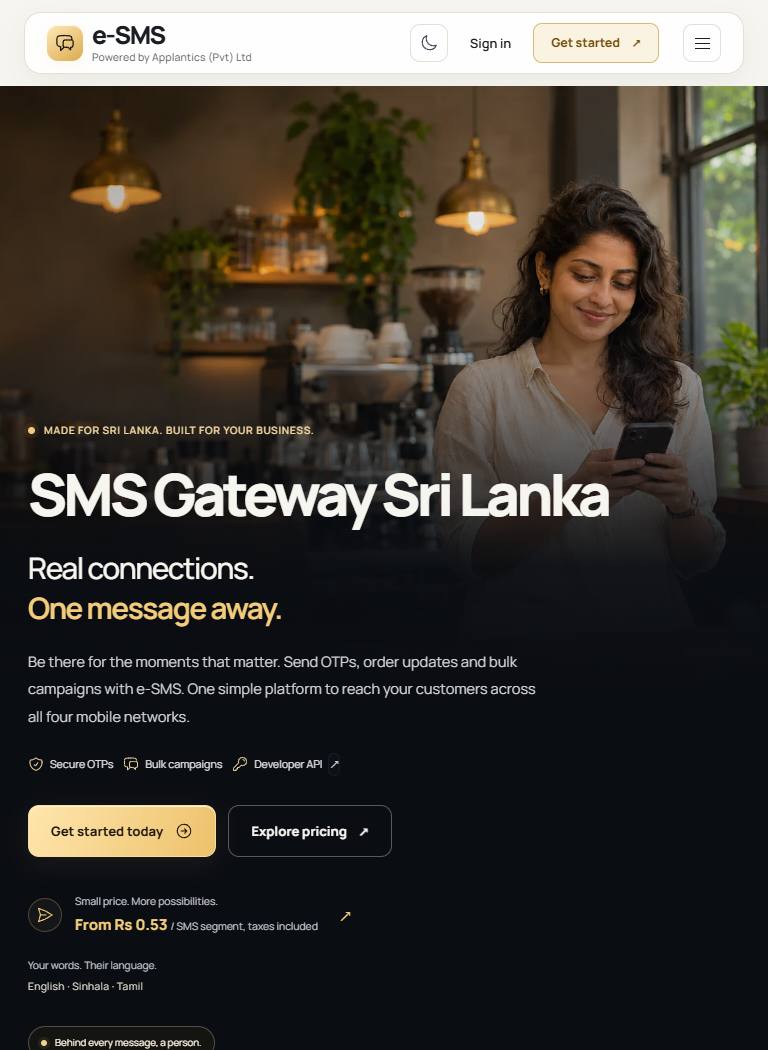 e-SMS
Powered by Applantics (Pvt) Ltd
Sign in
Get started ↗
MADE FOR SRI LANKA. BUILT FOR YOUR BUSINESS.
SMS Gateway Sri Lanka
Real connections.
One message away.
Be there for the moments that matter. Send OTPs, order updates and bulk
campaigns with e-SMS. One simple platform to reach your customers across
all four mobile networks.
Secure OTPs Bulk campaigns Developer API ↗
Get started today
Explore pricing ↗
Small price. More possibilities.
From Rs 0.53 / SMS segment, taxes included ↗
Your words. Their language.
English · Sinhala · Tamil
Behind every message, a person.